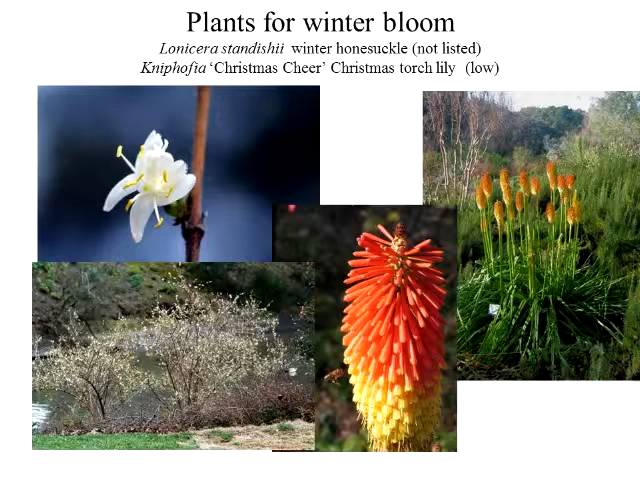 Plants for winter bloom
Lonicera standishii winter honesuckle (not listed)
Kniphofia ‘Christmas Cheer’ Christmas torch lily (low)